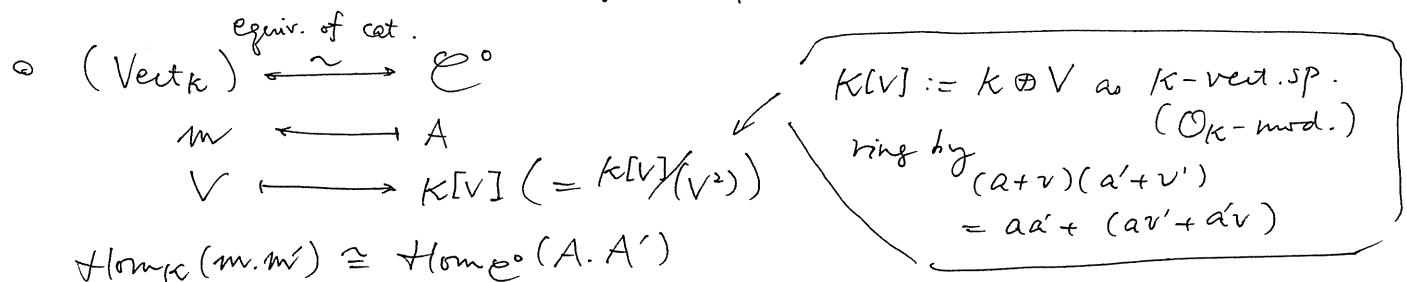 equiv. of cat.
∘ (Vect_K) ⟷^~ 𝒞°
m ⟵ A
V ⟼ K[V] (= K[V]/(V²))
Hom_K(m. m') ≅ Hom_𝒞°(A. A')
K[V] := K ⊕ V as K-vect. sp.
(O_K-mod.)
ring by
(a+v)(a'+v')
= aa' + (av' + a'v)